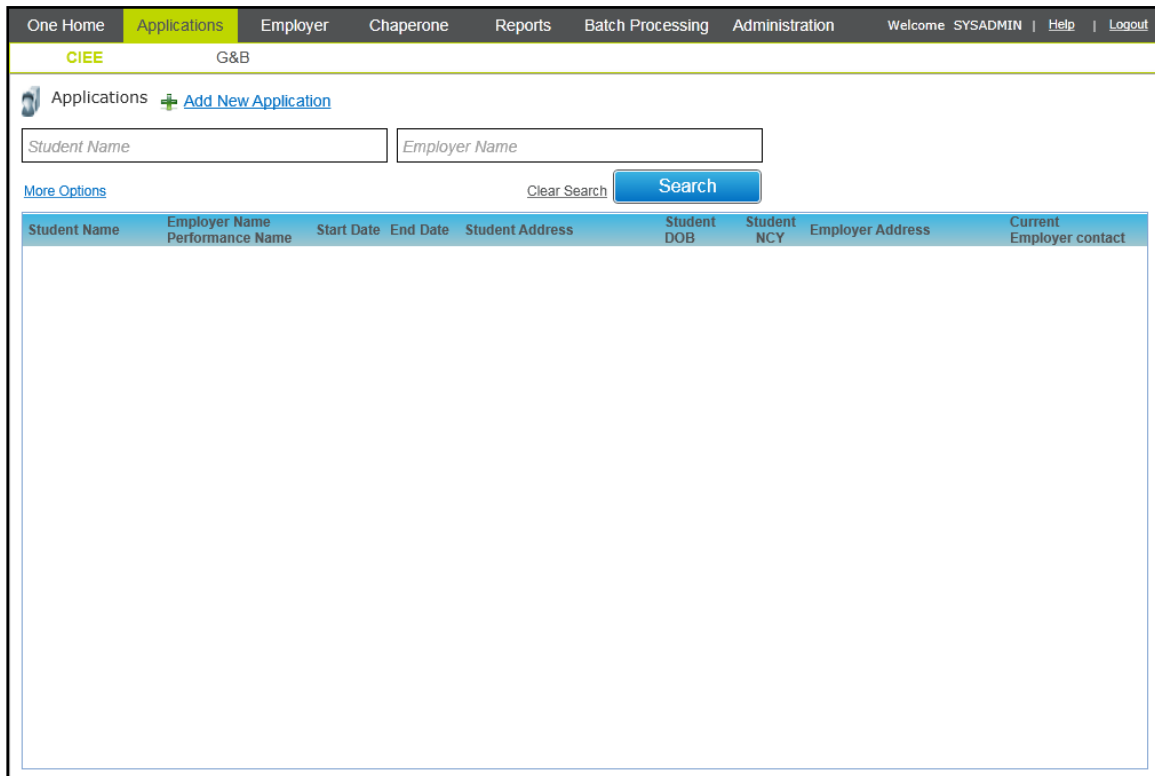 One Home Applications Employer Chaperone Reports Batch Processing Administration Welcome SYSADMIN | Help | Logout
CIEE G&B
Applications Add New Application
Student Name Employer Name
More Options Clear Search Search
Student Name Employer Name Performance Name Start Date End Date Student Address Student DOB Student NCY Employer Address Current Employer contact